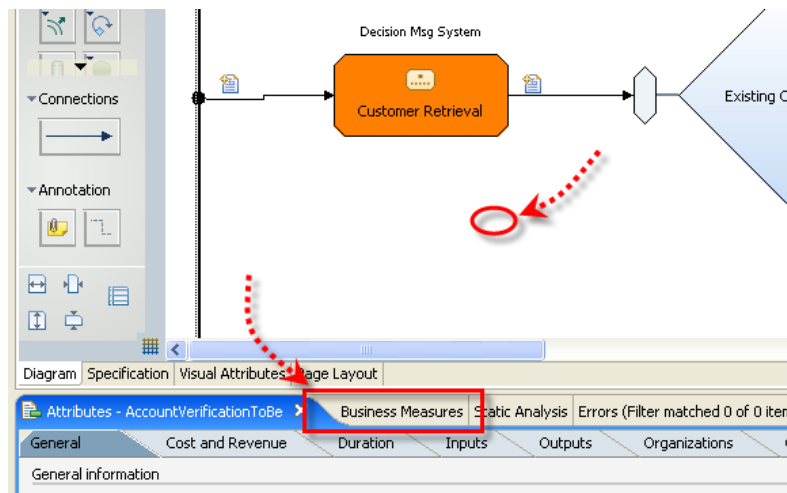 Decision Msg System
Connections
Customer Retrieval
Existing C
Annotation
Diagram Specification Visual Attributes Page Layout
Attributes - AccountVerificationToBe Business Measures Static Analysis Errors (Filter matched 0 of 0 item
General Cost and Revenue Duration Inputs Outputs Organizations
General information